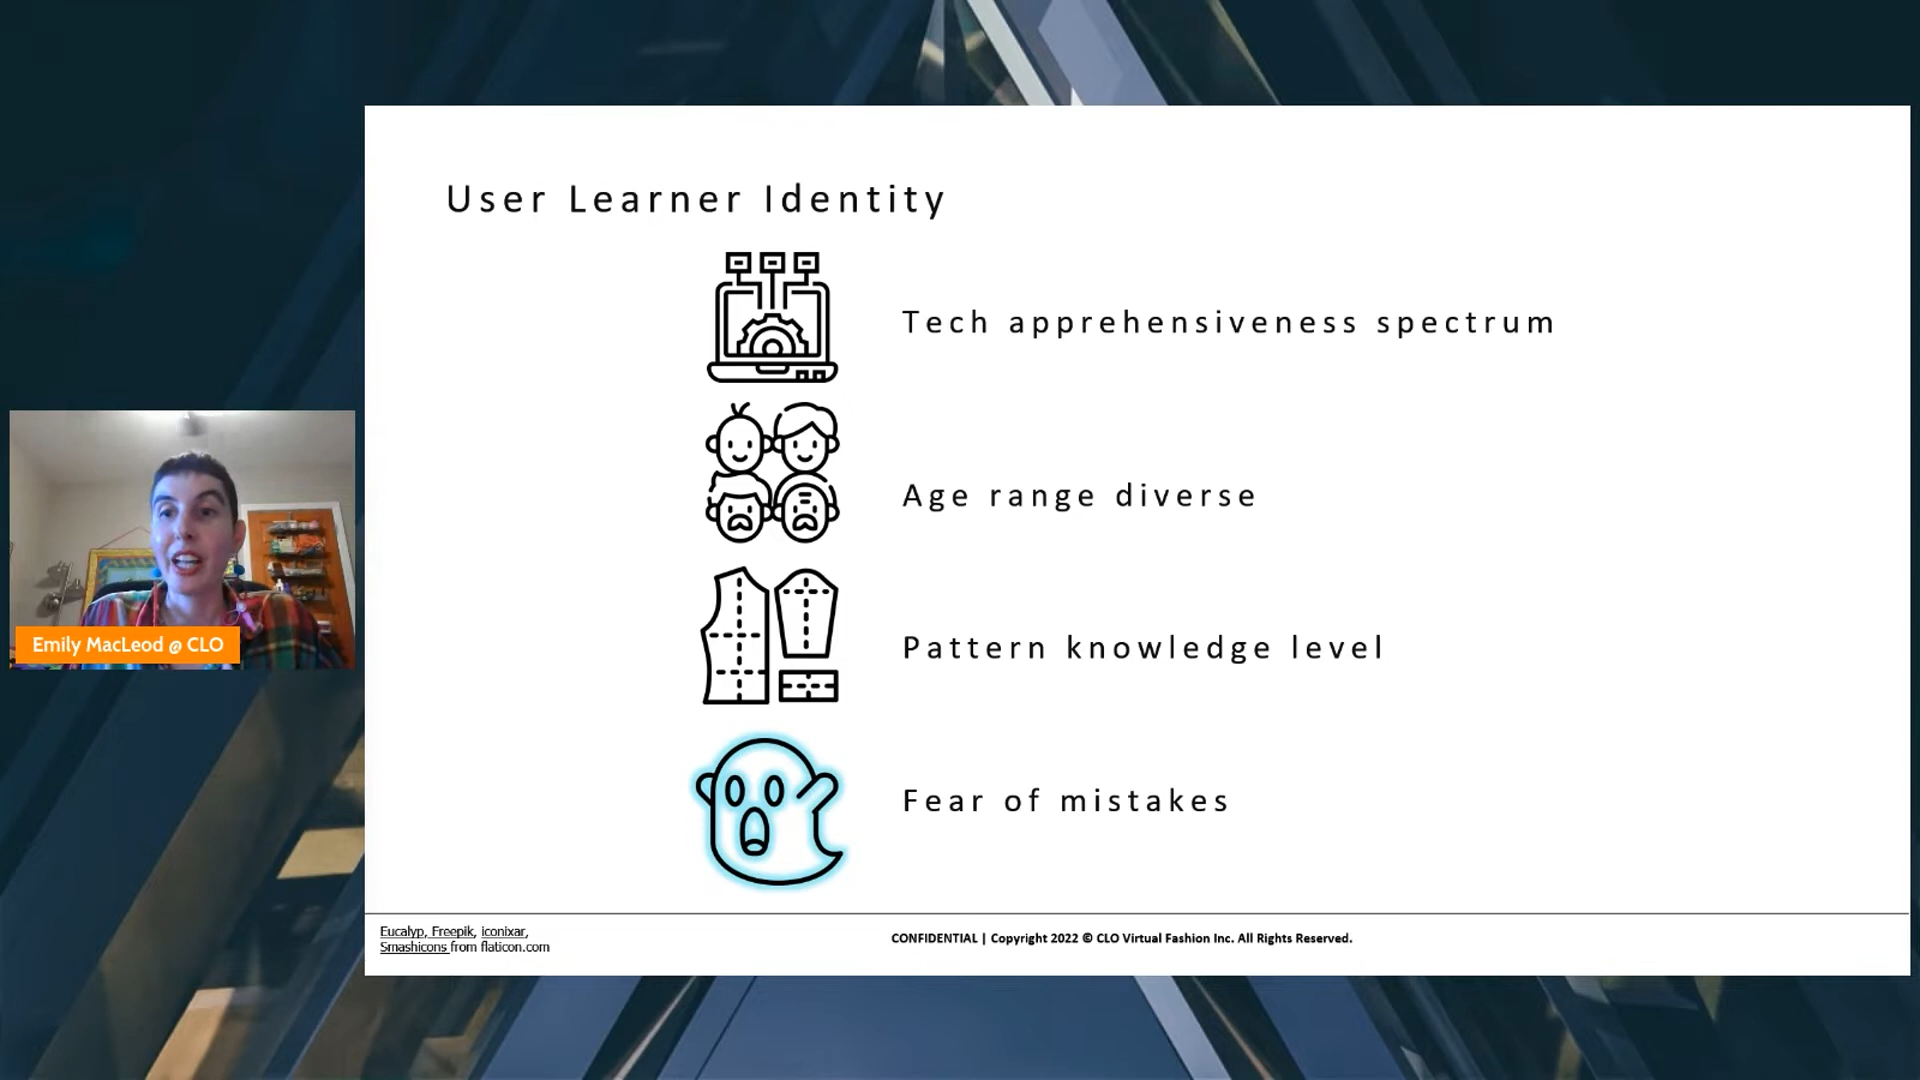 User Learner Identity
Tech apprehensiveness spectrum
Age range diverse
Pattern knowledge level
Fear of mistakes
Emily MacLeod @ CLO
Eucalyp, Freepik, iconixar,
Smashicons from flaticon.com
CONFIDENTIAL | Copyright 2022 © CLO Virtual Fashion Inc. All Rights Reserved.